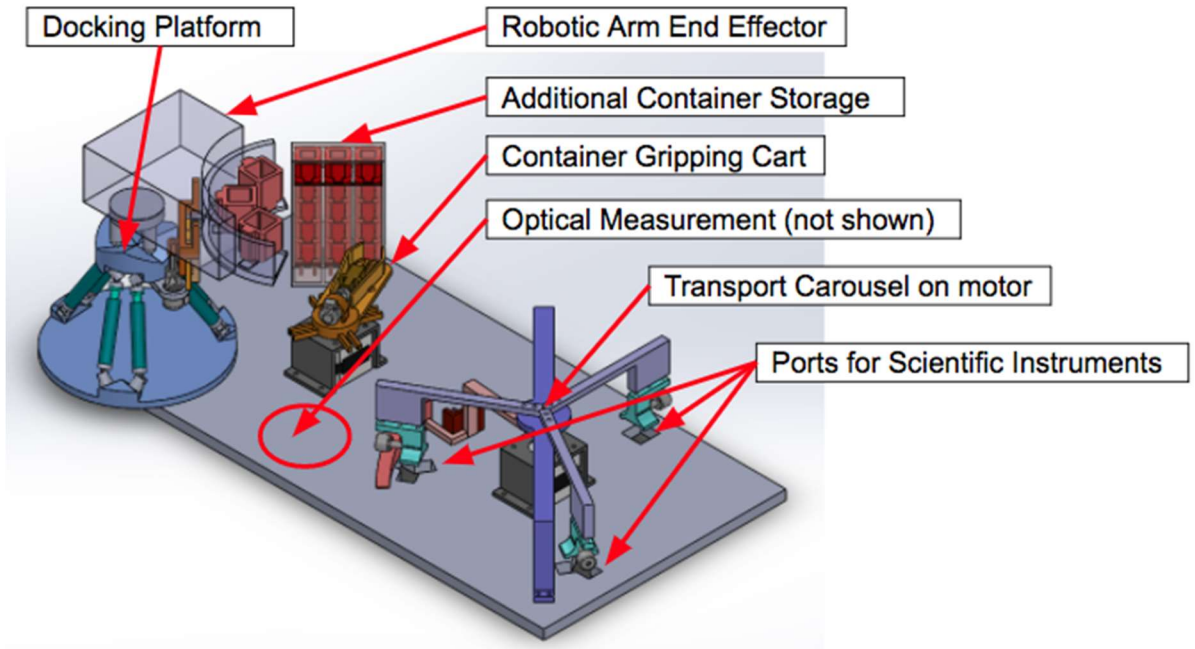 Docking Platform
Robotic Arm End Effector
Additional Container Storage
Container Gripping Cart
Optical Measurement (not shown)
Transport Carousel on motor
Ports for Scientific Instruments